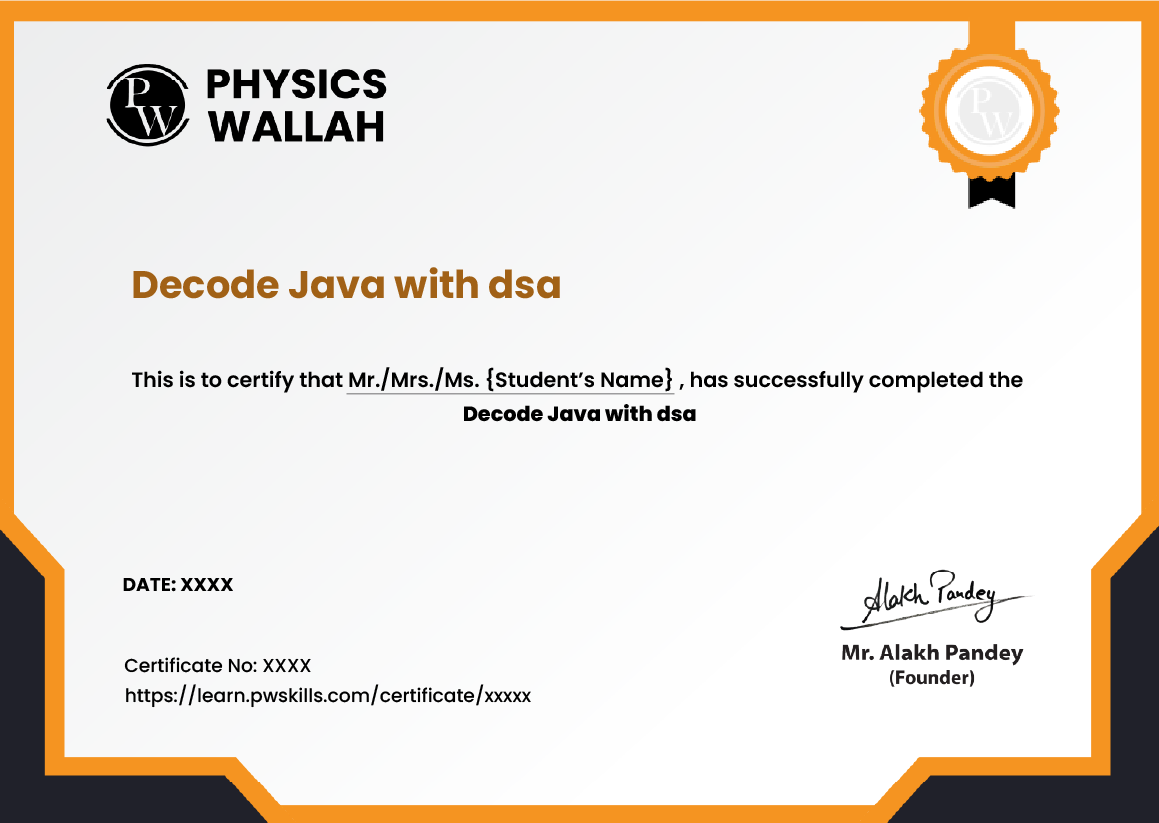 PW PHYSICS
WALLAH
PW
Decode Java with dsa
This is to certify that Mr./Mrs./Ms. {Student’s Name} , has successfully completed the
Decode Java with dsa
DATE: XXXX
Certificate No: XXXX
https://learn.pwskills.com/certificate/xxxxx
Alakh Pandey
Mr. Alakh Pandey
(Founder)